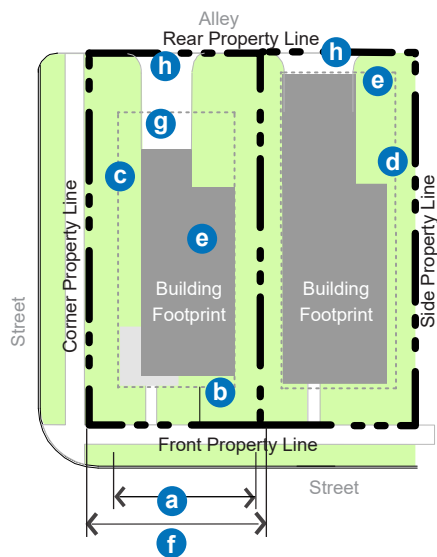 Alley
Rear Property Line
h
h
e
g
c
d
e
Corner Property Line
Side Property Line
Street
Building
Footprint
Building
Footprint
b
Front Property Line
Street
a
f